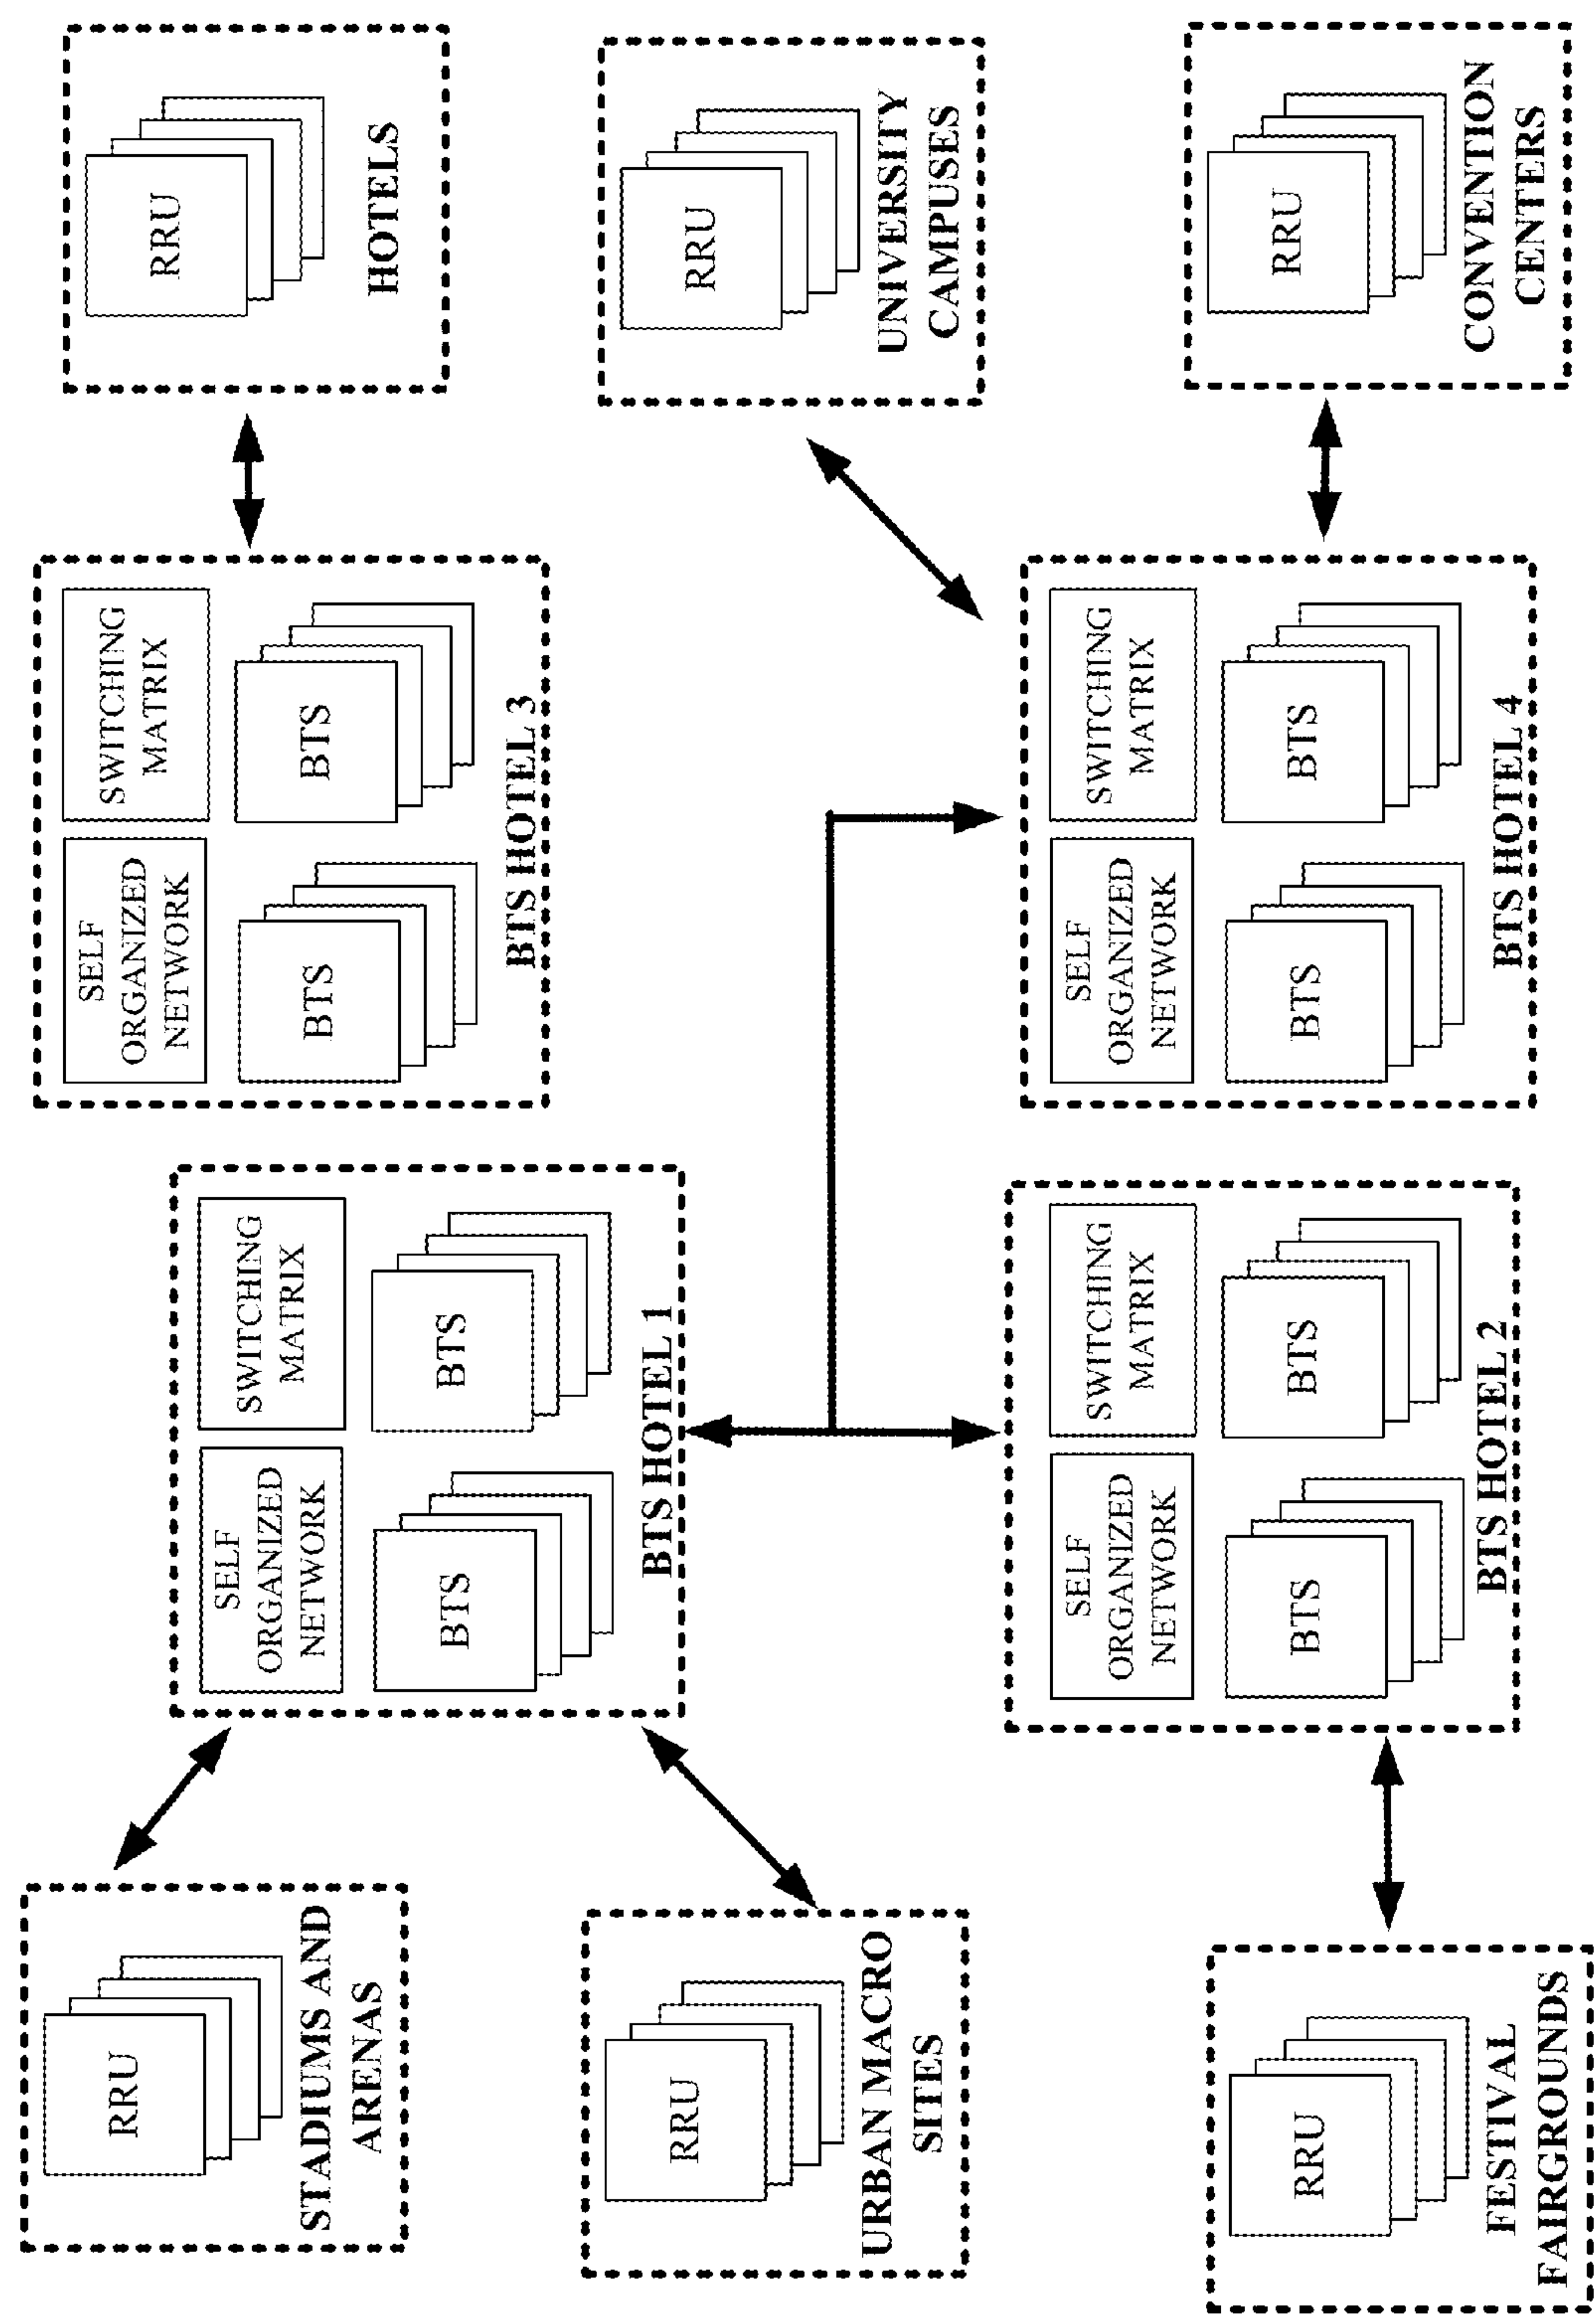 RRU
STADIUMS AND
ARENAS
SELF
ORGANIZED
NETWORK
SWITCHING
MATRIX
BTS
BTS
BTS HOTEL 1
SELF
ORGANIZED
NETWORK
SWITCHING
MATRIX
BTS
BTS
BTS HOTEL 3
RRU
HOTELS
RRU
URBAN MACRO
SITES
RRU
UNIVERSITY
CAMPUSES
RRU
FESTIVAL
FAIRGROUNDS
SELF
ORGANIZED
NETWORK
SWITCHING
MATRIX
BTS
BTS
BTS HOTEL 2
SELF
ORGANIZED
NETWORK
SWITCHING
MATRIX
BTS
BTS
BTS HOTEL 4
RRU
CONVENTION
CENTERS